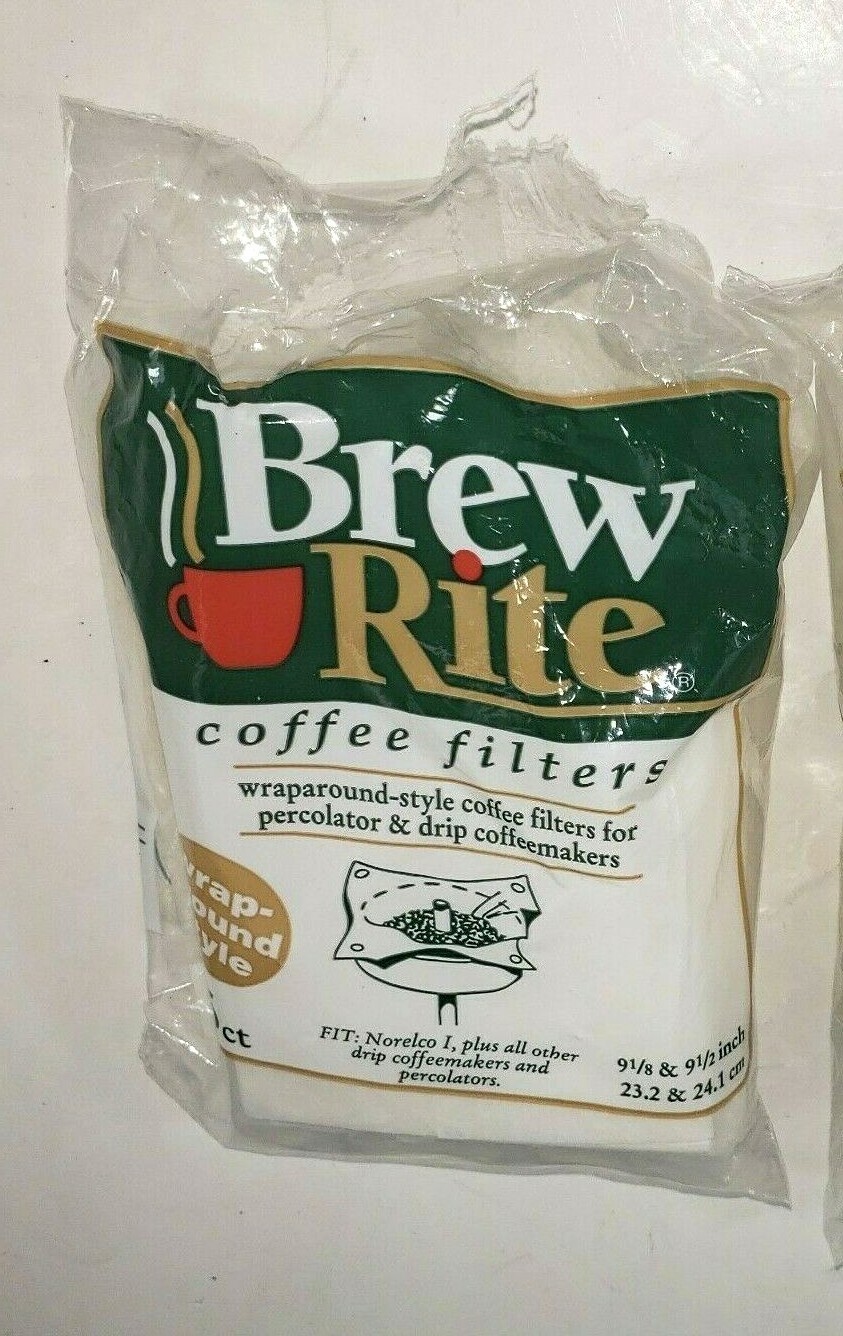 Brew
Rite®
coffee filters
wraparound-style coffee filters for
percolator & drip coffeemakers
ct
FIT: Norelco I, plus all other
drip coffeemakers and
percolators.
9 1/8 & 9 1/2 inch
23.2 & 24.1 cm